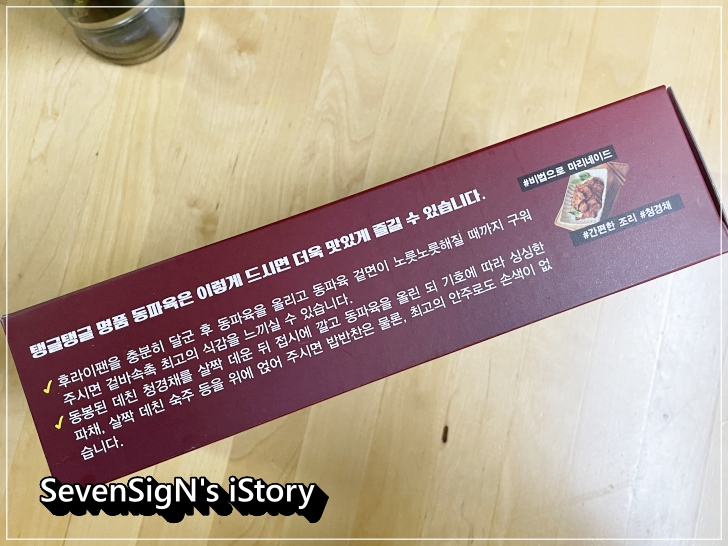 #비법으로 마리네이드
#간편한 조리 #청경채
탱글탱글 명품 동파육은 이렇게 드시면 더욱 맛있게 즐길 수 있습니다.
✓ 후라이팬을 충분히 달군 후 동파육을 올리고 동파육 겉면이 노릇노릇해질 때까지 구워
주시면 겉바속촉 최고의 식감을 느끼실 수 있습니다.
✓ 동봉된 데친 청경채를 살짝 데운 뒤 접시에 깔고 동파육을 올린 되 기호에 따라 싱싱한
파채, 살짝 데친 숙주 등을 위에 얹어 주시면 밥반찬은 물론, 최고의 안주로도 손색이 없
습니다.
SevenSigN's iStory